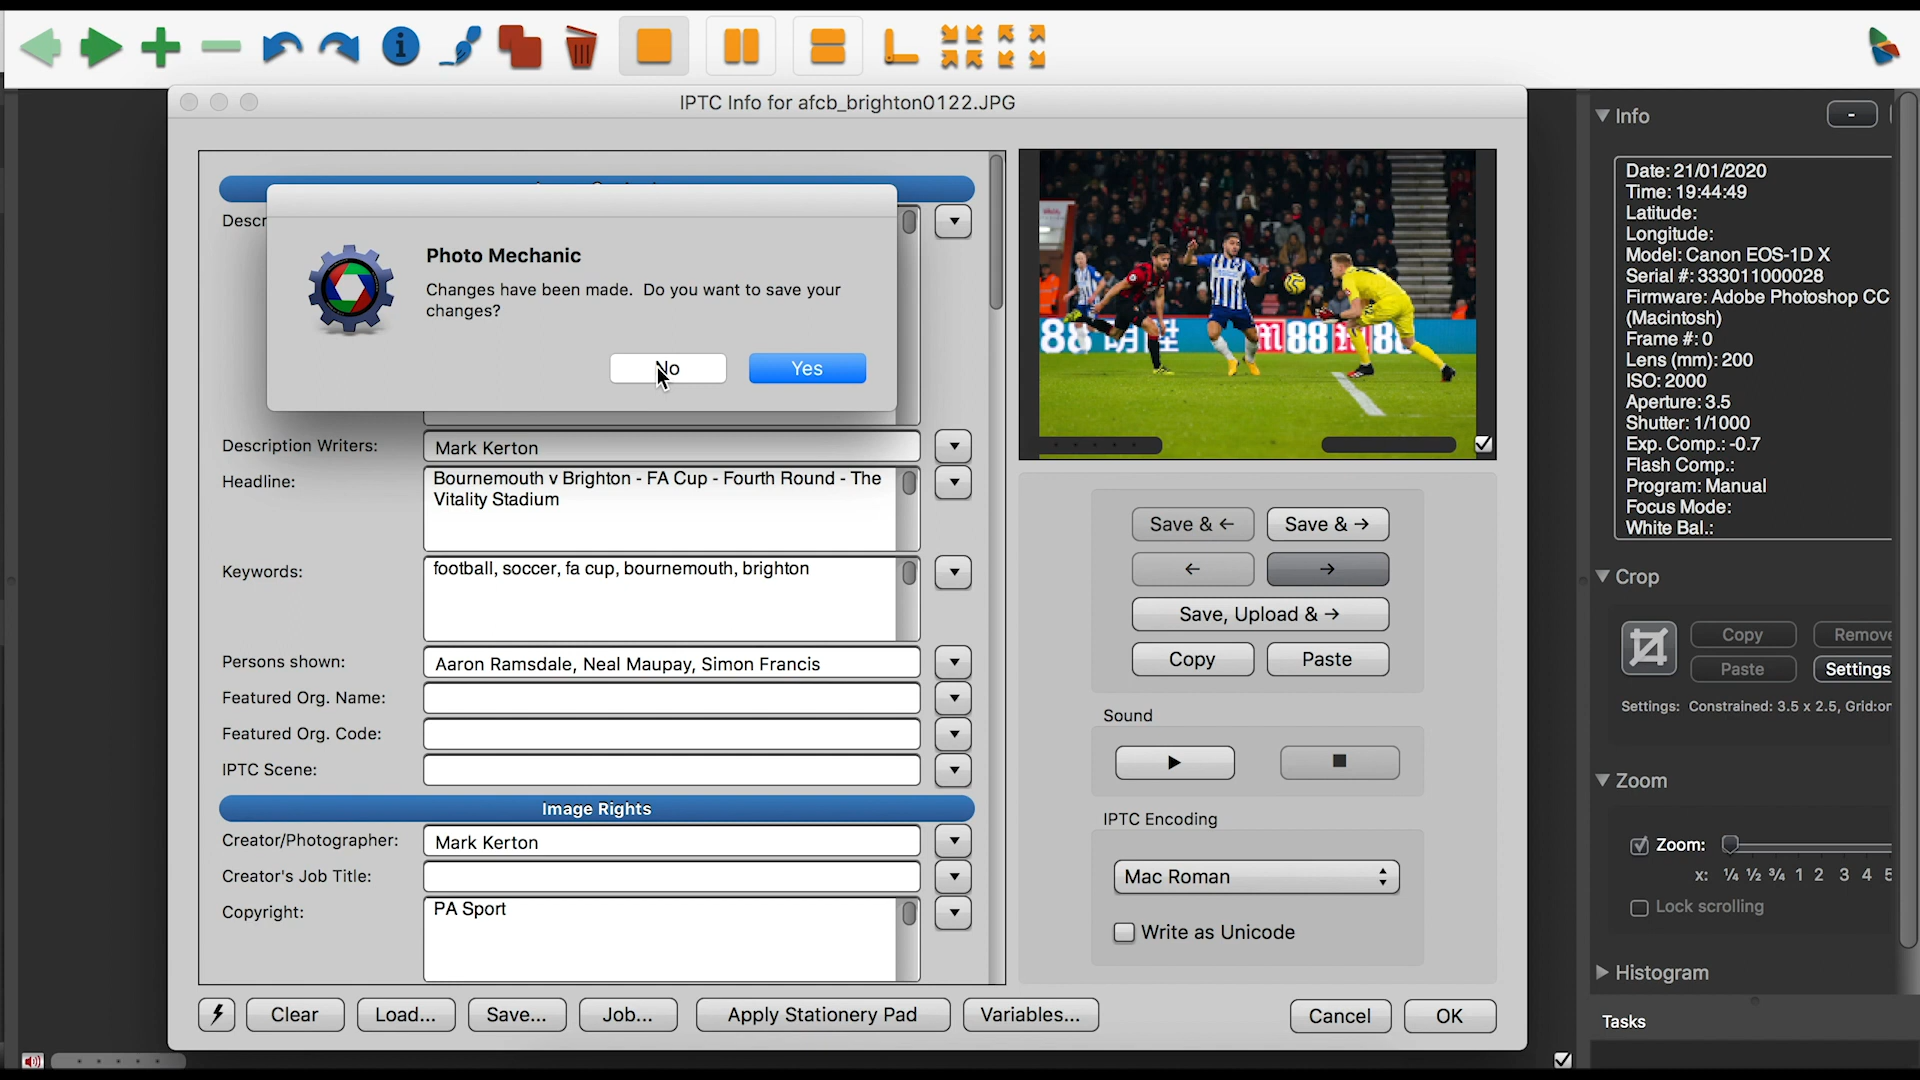 IPTC Info for afcb_brighton0122.JPG
Descr
Photo Mechanic
Changes have been made. Do you want to save your
changes?
No
Yes
Description Writers:
Mark Kerton
Headline:
Bournemouth v Brighton - FA Cup - Fourth Round - The
Vitality Stadium
Keywords:
football, soccer, fa cup, bournemouth, brighton
Persons shown:
Aaron Ramsdale, Neal Maupay, Simon Francis
Featured Org. Name:
Featured Org. Code:
IPTC Scene:
Image Rights
Creator/Photographer:
Mark Kerton
Creator's Job Title:
Copyright:
PA Sport
Clear
Load...
Save...
Job...
Apply Stationery Pad
Variables...
Cancel
OK
88 明陞
m88 明
Save & ←
Save & →
←
→
Save, Upload & →
Copy
Paste
Sound
IPTC Encoding
Mac Roman
Write as Unicode
Info
-
Date: 21/01/2020
Time: 19:44:49
Latitude:
Longitude:
Model: Canon EOS-1D X
Serial #: 333011000028
Firmware: Adobe Photoshop CC
(Macintosh)
Frame #: 0
Lens (mm): 200
ISO: 2000
Aperture: 3.5
Shutter: 1/1000
Exp. Comp.: -0.7
Flash Comp.:
Program: Manual
Focus Mode:
White Bal.:
Crop
Copy
Remove
Paste
Settings
Settings: Constrained: 3.5 x 2.5, Grid:on
Zoom
Zoom:
x: ¼ ½ ¾ 1 2 3 4 5
Lock scrolling
Histogram
Tasks